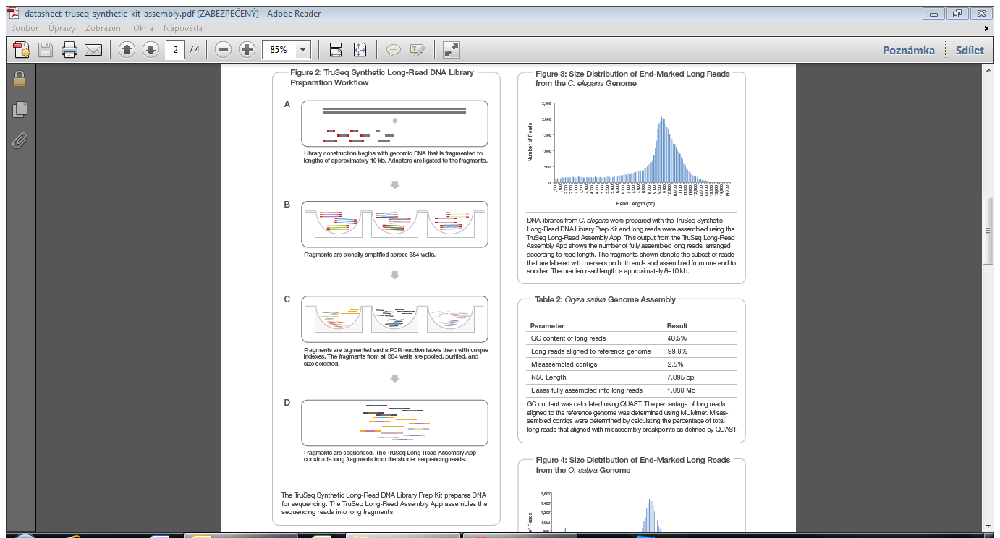 datasheet-truseq-synthetic-kit-assembly.pdf (ZABEZPEČENÝ) - Adobe Reader
Soubor Úpravy Zobrazení Okna Nápověda
2 / 4 85% Poznámka Sdílet
Figure 2: TruSeq Synthetic Long-Read DNA Library
Preparation Workflow
A
Library construction begins with genomic DNA that is fragmented to
lengths of approximately 10 kb. Adapters are ligated to the fragments.
B
Fragments are clonally amplified across 384 wells.
C
Fragments are tagmented and a PCR reaction labels them with unique
indexes. The fragments from all 384 wells are pooled, purified, and
size selected.
D
Fragments are sequenced. The TruSeq Long-Read Assembly App
constructs long fragments from the shorter sequencing reads.
The TruSeq Synthetic Long-Read DNA Library Prep Kit prepares DNA
for sequencing. The TruSeq Long-Read Assembly App assembles the
sequencing reads into long fragments.
Figure 3: Size Distribution of End-Marked Long Reads
from the C. elegans Genome
Number of Reads
2,500
2,000
1,500
1,000
500
0
Read Length (bp)
DNA libraries from C. elegans were prepared with the TruSeq Synthetic
Long-Read DNA Library Prep Kit and long reads were assembled using the
TruSeq Long-Read Assembly App. This output from the TruSeq Long-Read
Assembly App shows the number of fully assembled long reads, arranged
according to read length. The fragments shown denote the subset of reads
that are labeled with markers on both ends and assembled from one end to
another. The median read length is approximately 8–10 kb.
Table 2: Oryza sativa Genome Assembly
Parameter Result
GC content of long reads 40.5%
Long reads aligned to reference genome 99.8%
Misassembled contigs 2.5%
N50 Length 7,095 bp
Bases fully assembled into long reads 1,088 Mb
GC content was calculated using QUAST. The percentage of long reads
aligned to the reference genome was determined using MUMmer. Misas-
sembled contigs were determined by calculating the percentage of total
long reads that aligned with misassembly breakpoints as defined by QUAST.
Figure 4: Size Distribution of End-Marked Long Reads
from the O. sativa Genome
of Reads
1,600
1,400
1,200
1,000